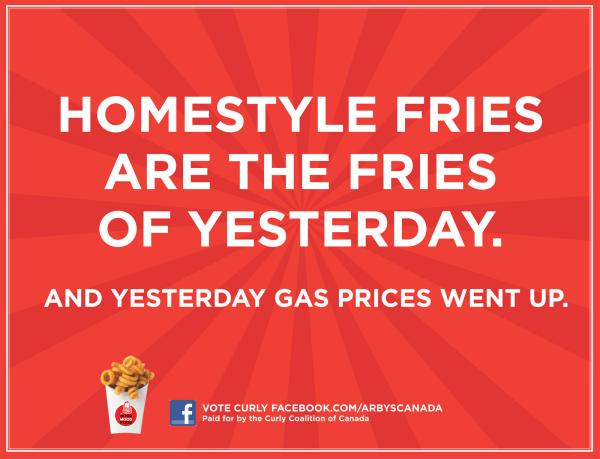 HOMESTYLE FRIES
ARE THE FRIES
OF YESTERDAY.
AND YESTERDAY GAS PRICES WENT UP.
VOTE CURLY FACEBOOK.COM/ARBYSCANADA
Paid for by the Curly Coalition of Canada